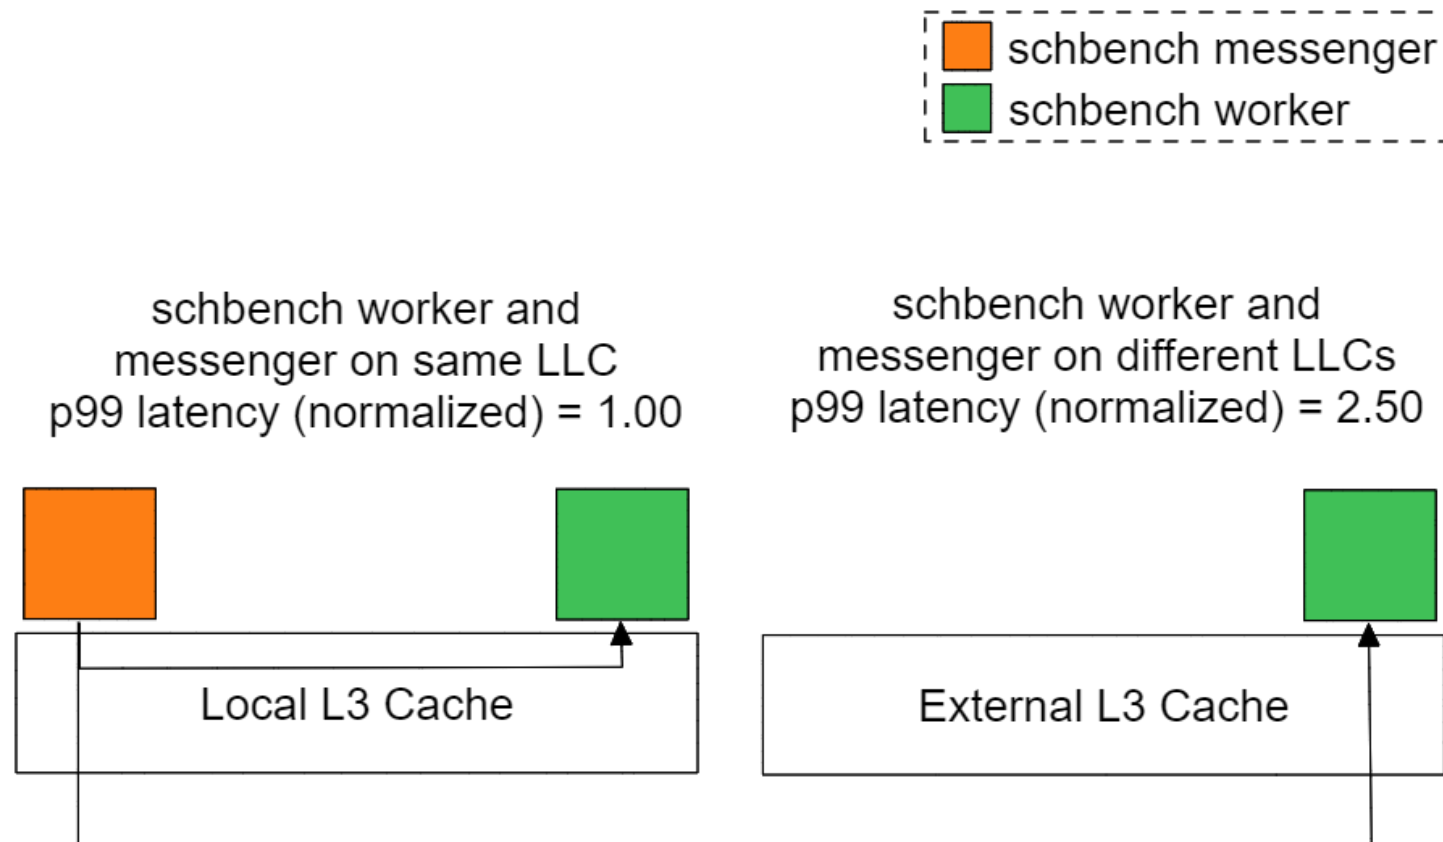 schbench messenger
schbench worker
schbench worker and
messenger on same LLC
p99 latency (normalized) = 1.00
schbench worker and
messenger on different LLCs
p99 latency (normalized) = 2.50
Local L3 Cache
External L3 Cache